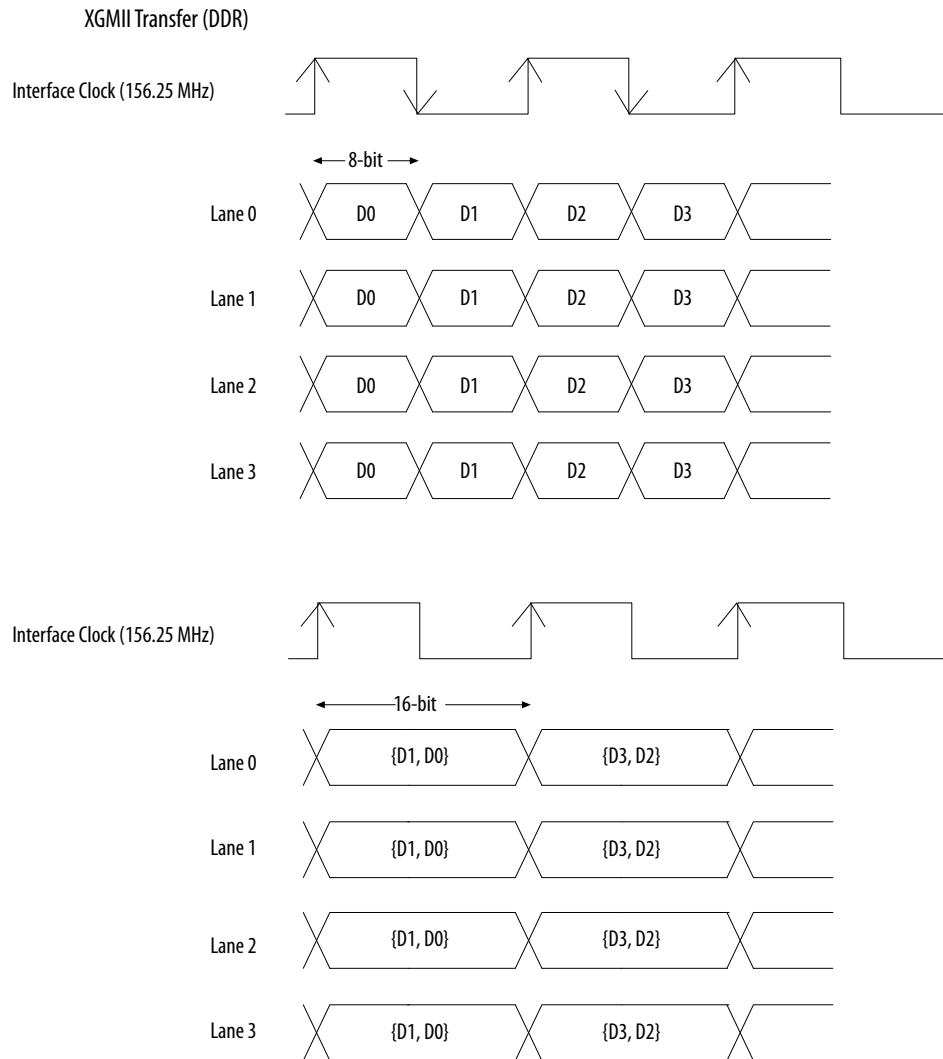 XGMII Transfer (DDR)
Interface Clock (156.25 MHz)
8-bit
Lane 0 D0 D1 D2 D3
Lane 1 D0 D1 D2 D3
Lane 2 D0 D1 D2 D3
Lane 3 D0 D1 D2 D3
Interface Clock (156.25 MHz)
16-bit
Lane 0 {D1, D0} {D3, D2}
Lane 1 {D1, D0} {D3, D2}
Lane 2 {D1, D0} {D3, D2}
Lane 3 {D1, D0} {D3, D2}